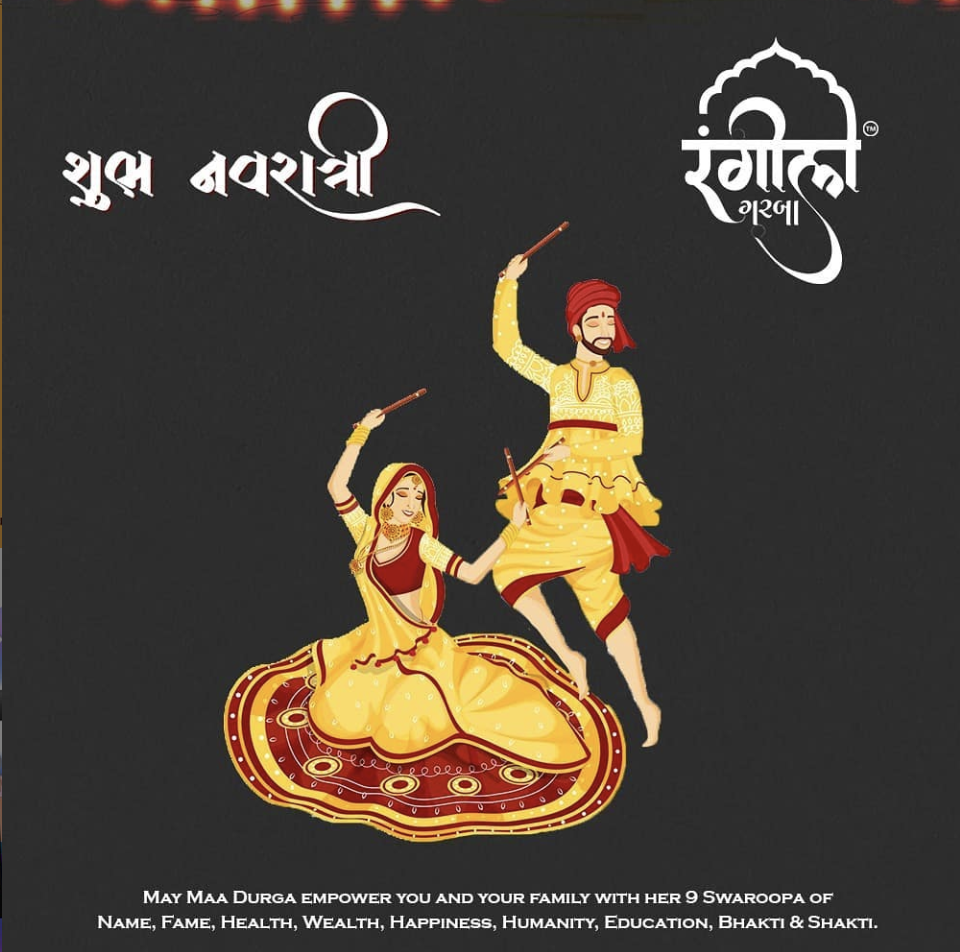 શુભ નવરાત્રી
रंगीलो
ગરબા
TM
May Maa Durga empower you and your family with her 9 Swaroopa of
Name, Fame, Health, Wealth, Happiness, Humanity, Education, Bhakti & Shakti.